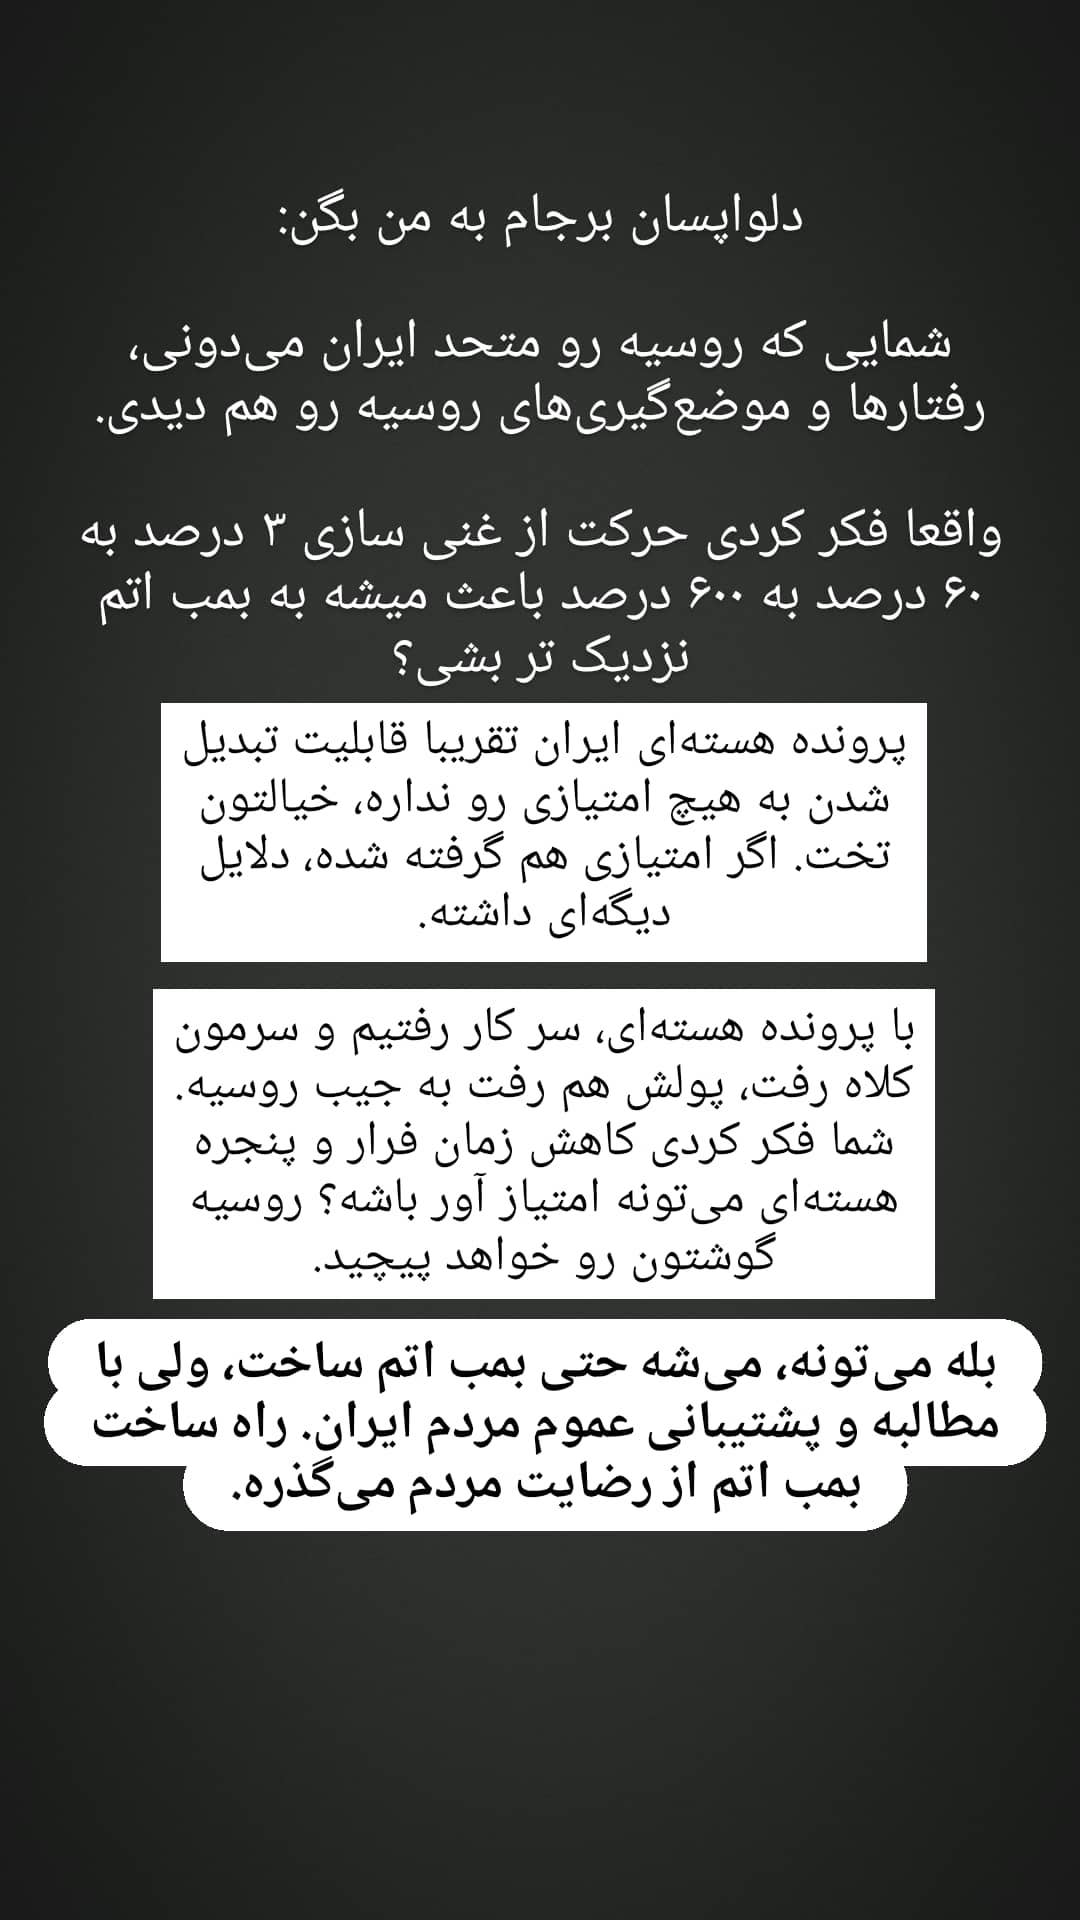 دلواپسان برجام به من بگن:
شمایی که روسیه رو متحد ایران می‌دونی،
رفتارها و موضع‌گیری‌های روسیه رو هم دیدی.
واقعا فکر کردی حرکت از غنی سازی ۳ درصد به
۶۰ درصد به ۶۰۰ درصد باعث میشه به بمب اتم
نزدیک تر بشی؟
پرونده هسته‌ای ایران تقریبا قابلیت تبدیل
شدن به هیچ امتیازی رو نداره، خیالتون
تخت. اگر امتیازی هم گرفته شده، دلایل
دیگه‌ای داشته.
با پرونده هسته‌ای، سر کار رفتیم و سرمون
کلاه رفت، پولش هم رفت به جیب روسیه.
شما فکر کردی کاهش زمان فرار و پنجره
هسته‌ای می‌تونه امتیاز آور باشه؟ روسیه
گوشتون رو خواهد پیچید.
بله می‌تونه، می‌شه حتی بمب اتم ساخت، ولی با
مطالبه و پشتیبانی عموم مردم ایران. راه ساخت
بمب اتم از رضایت مردم می‌گذره.